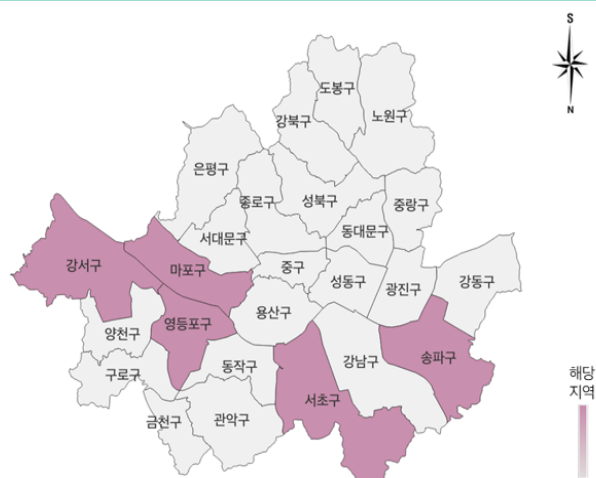 S
N
도봉구
강북구
노원구
은평구
종로구
성북구
중랑구
서대문구
동대문구
강서구
마포구
중구
성동구
광진구
강동구
영등포구
용산구
양천구
동작구
강남구
송파구
구로구
서초구
금천구
관악구
해당
지역